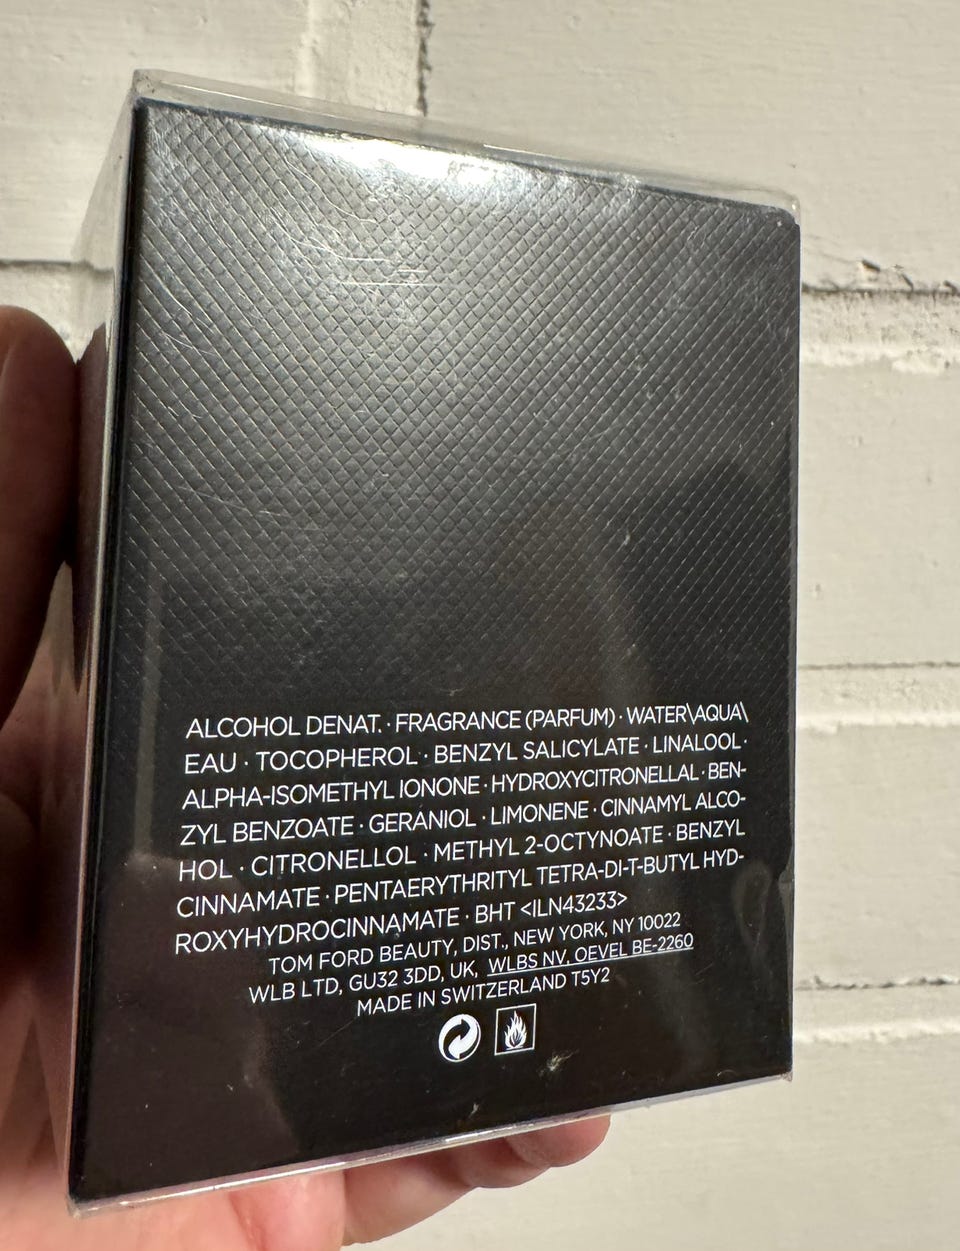 ALCOHOL DENAT. · FRAGRANCE (PARFUM) · WATER\AQUA\
EAU · TOCOPHEROL · BENZYL SALICYLATE · LINALOOL ·
ALPHA-ISOMETHYL IONONE · HYDROXYCITRONELLAL · BEN-
ZYL BENZOATE · GERANIOL · LIMONENE · CINNAMYL ALCO-
HOL · CITRONELLOL · METHYL 2-OCTYNOATE · BENZYL
CINNAMATE · PENTAERYTHRITYL TETRA-DI-T-BUTYL HYD-
ROXYHYDROCINNAMATE · BHT <ILN43233>
TOM FORD BEAUTY, DIST., NEW YORK, NY 10022
WLB LTD, GU32 3DD, UK, WLBS NV, OEVEL BE-2260
MADE IN SWITZERLAND T5Y2